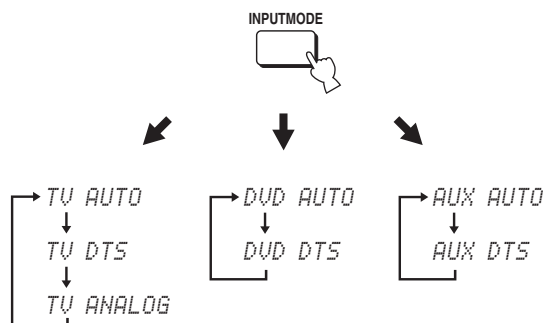 INPUTMODE
TV AUTO
TV DTS
TV ANALOG
DVD AUTO
DVD DTS
AUX AUTO
AUX DTS